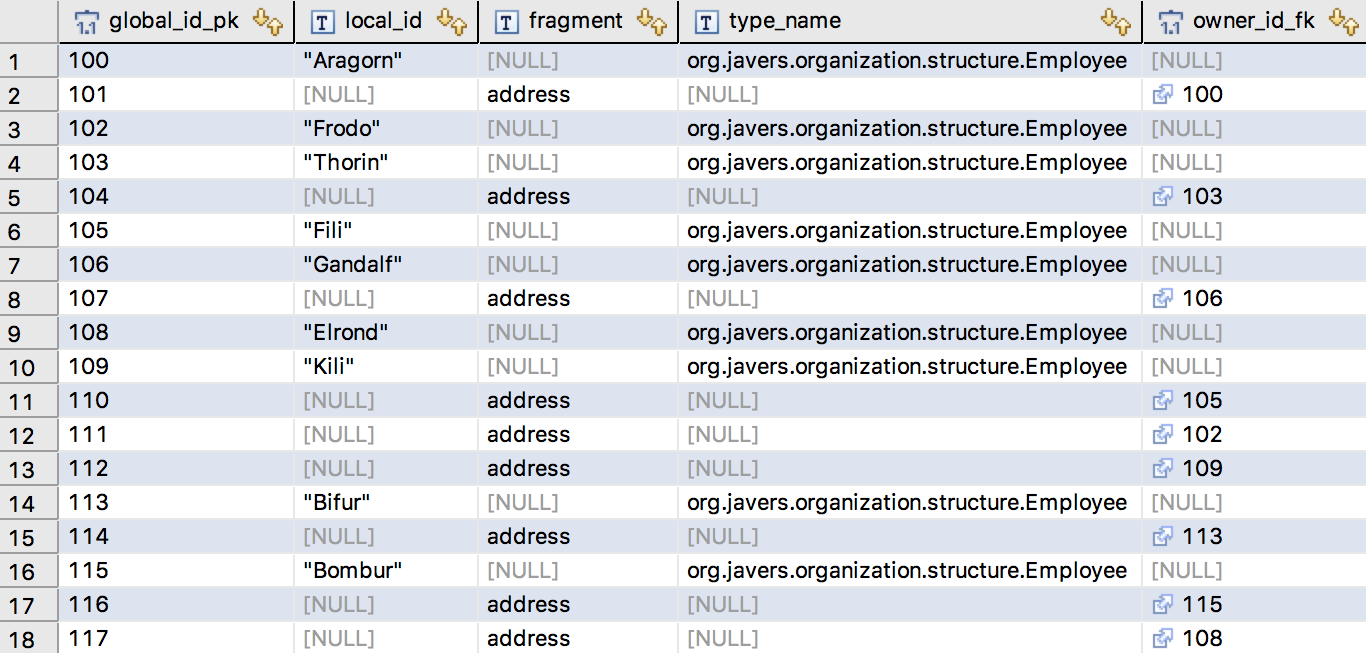 global_id_pk local_id fragment type_name owner_id_fk
1 100 "Aragorn" [NULL] org.javers.organization.structure.Employee [NULL]
2 101 [NULL] address [NULL] 100
3 102 "Frodo" [NULL] org.javers.organization.structure.Employee [NULL]
4 103 "Thorin" [NULL] org.javers.organization.structure.Employee [NULL]
5 104 [NULL] address [NULL] 103
6 105 "Fili" [NULL] org.javers.organization.structure.Employee [NULL]
7 106 "Gandalf" [NULL] org.javers.organization.structure.Employee [NULL]
8 107 [NULL] address [NULL] 106
9 108 "Elrond" [NULL] org.javers.organization.structure.Employee [NULL]
10 109 "Kili" [NULL] org.javers.organization.structure.Employee [NULL]
11 110 [NULL] address [NULL] 105
12 111 [NULL] address [NULL] 102
13 112 [NULL] address [NULL] 109
14 113 "Bifur" [NULL] org.javers.organization.structure.Employee [NULL]
15 114 [NULL] address [NULL] 113
16 115 "Bombur" [NULL] org.javers.organization.structure.Employee [NULL]
17 116 [NULL] address [NULL] 115
18 117 [NULL] address [NULL] 108